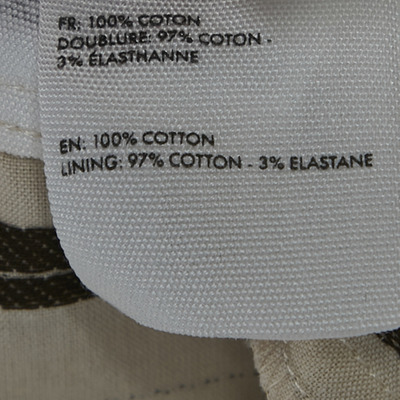 FR: 100% COTON
DOUBLURE: 97% COTON -
3% ÉLASTHANNE
EN: 100% COTTON
LINING: 97% COTTON - 3% ELASTANE